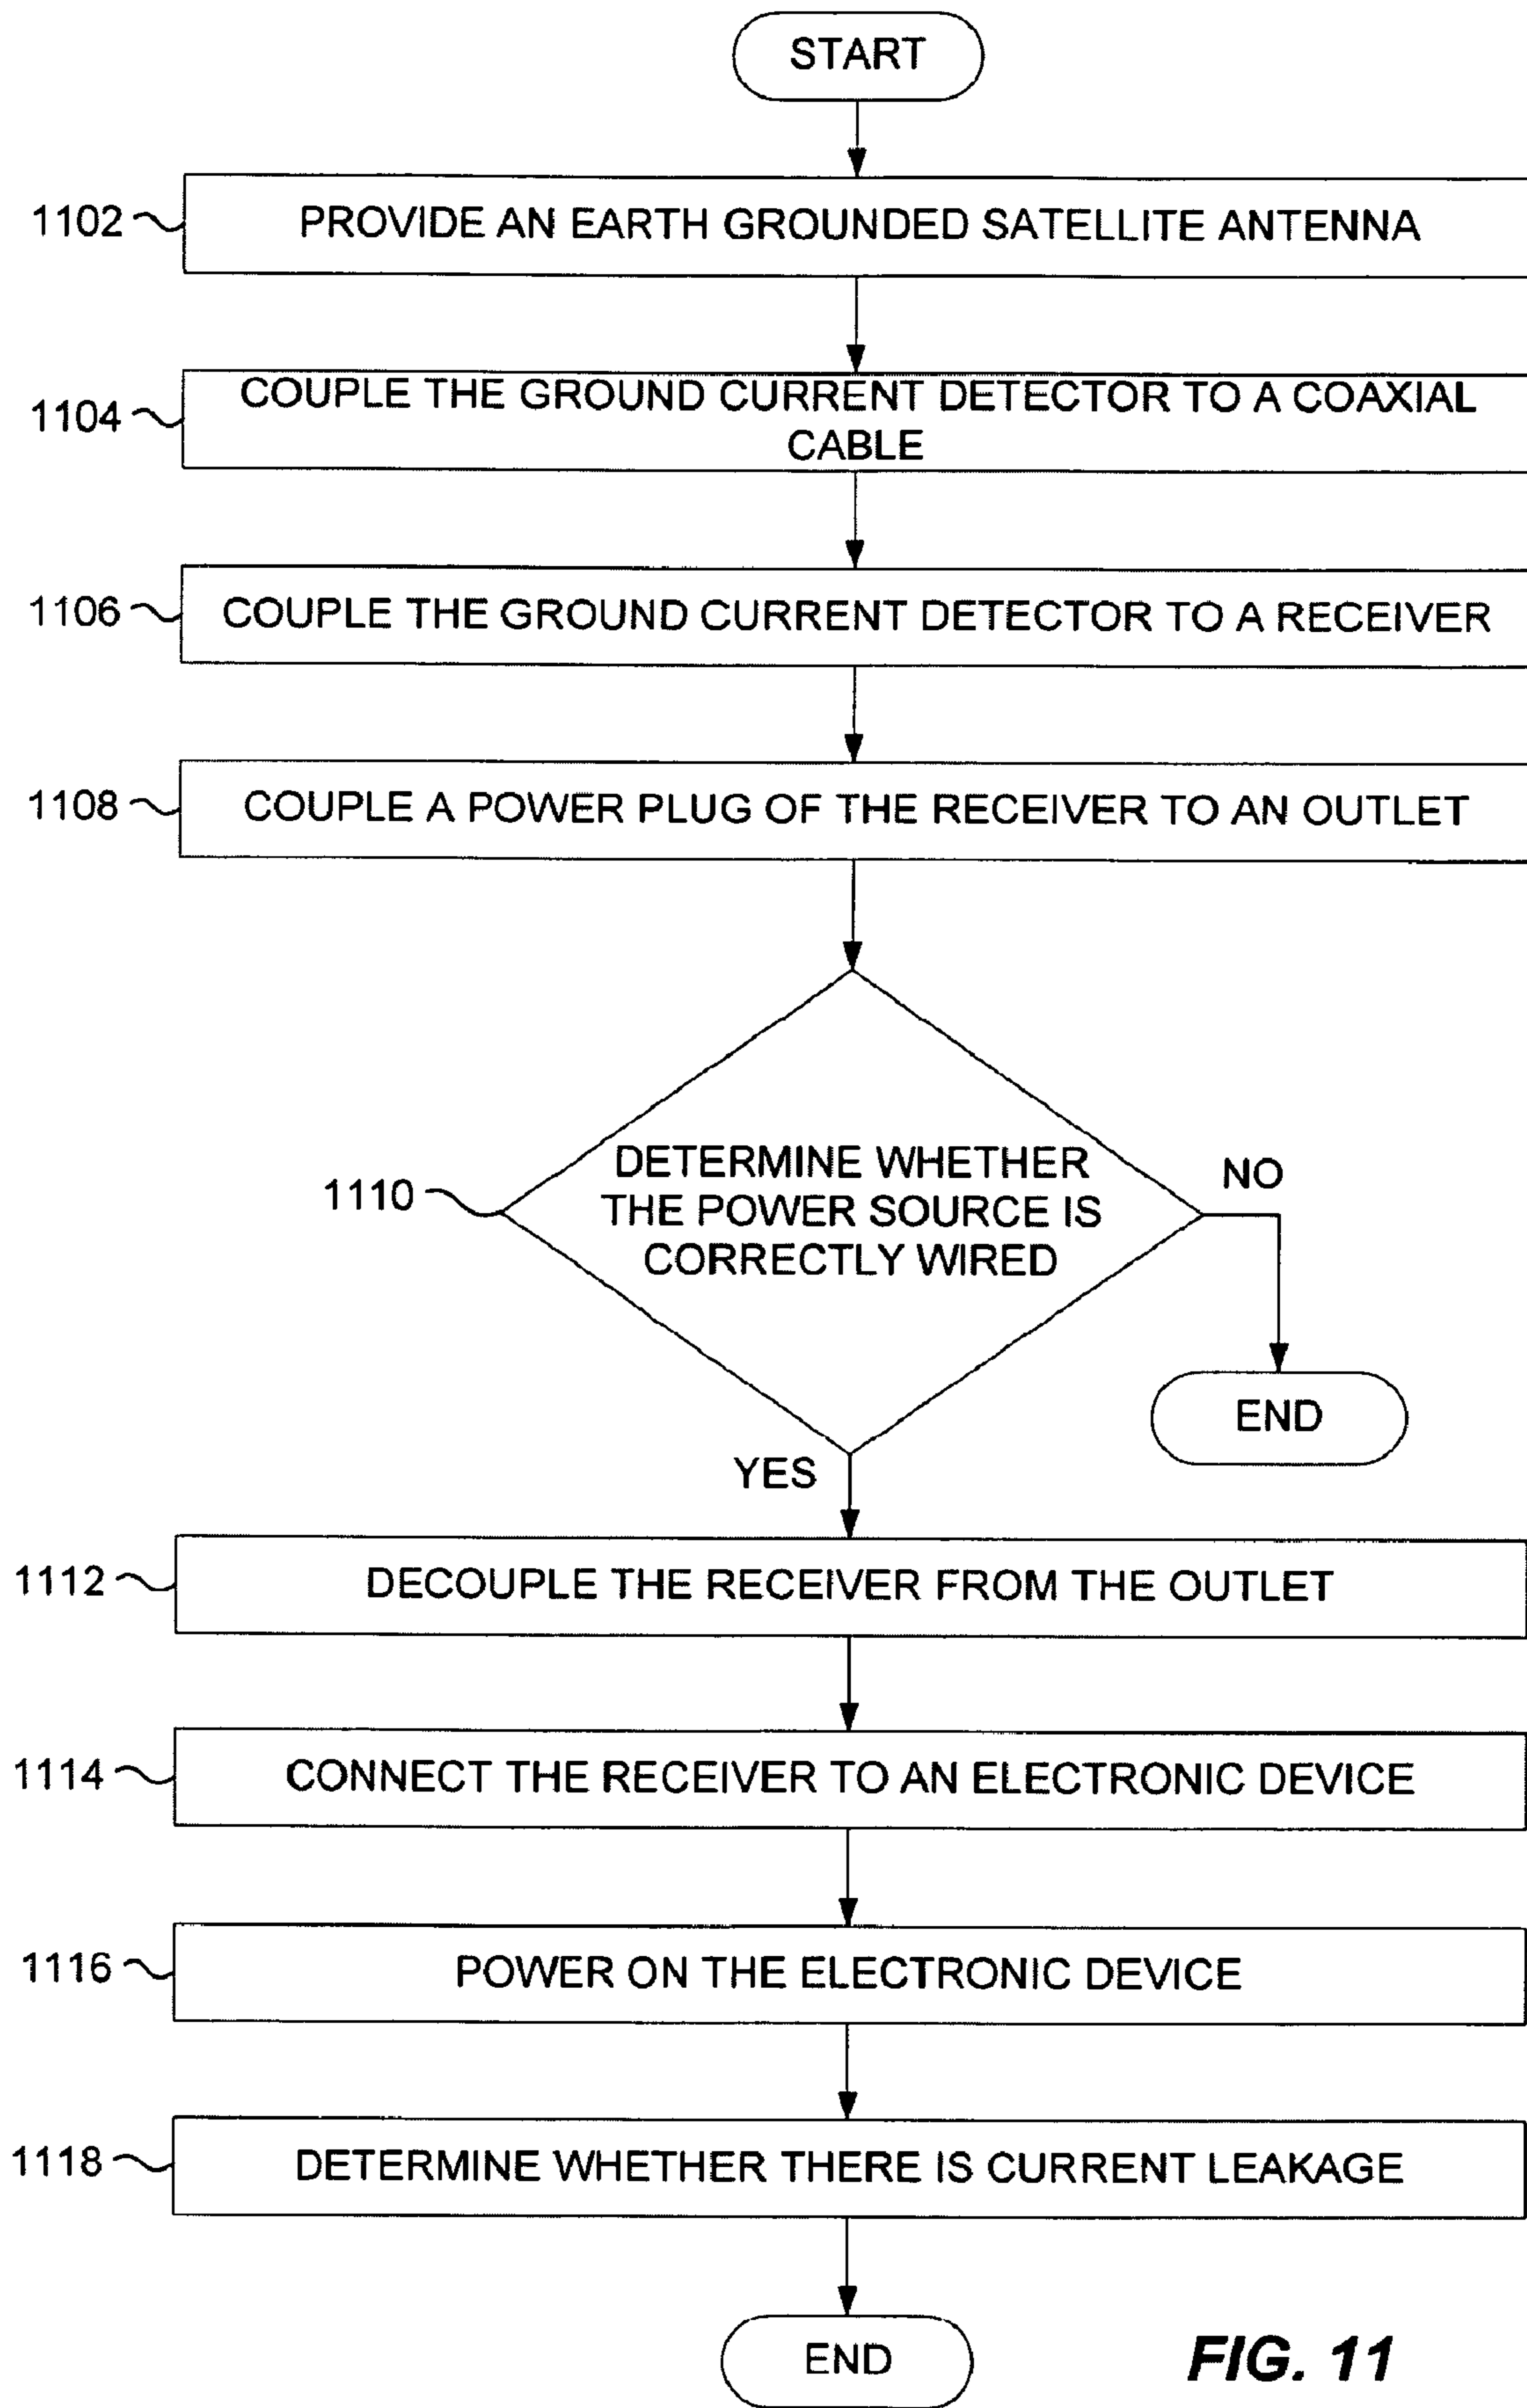 START
1102 PROVIDE AN EARTH GROUNDED SATELLITE ANTENNA
1104 COUPLE THE GROUND CURRENT DETECTOR TO A COAXIAL
CABLE
1106 COUPLE THE GROUND CURRENT DETECTOR TO A RECEIVER
1108 COUPLE A POWER PLUG OF THE RECEIVER TO AN OUTLET
DETERMINE WHETHER
1110 THE POWER SOURCE IS
CORRECTLY WIRED
NO
END
YES
1112 DECOUPLE THE RECEIVER FROM THE OUTLET
1114 CONNECT THE RECEIVER TO AN ELECTRONIC DEVICE
1116 POWER ON THE ELECTRONIC DEVICE
1118 DETERMINE WHETHER THERE IS CURRENT LEAKAGE
END
FIG. 11